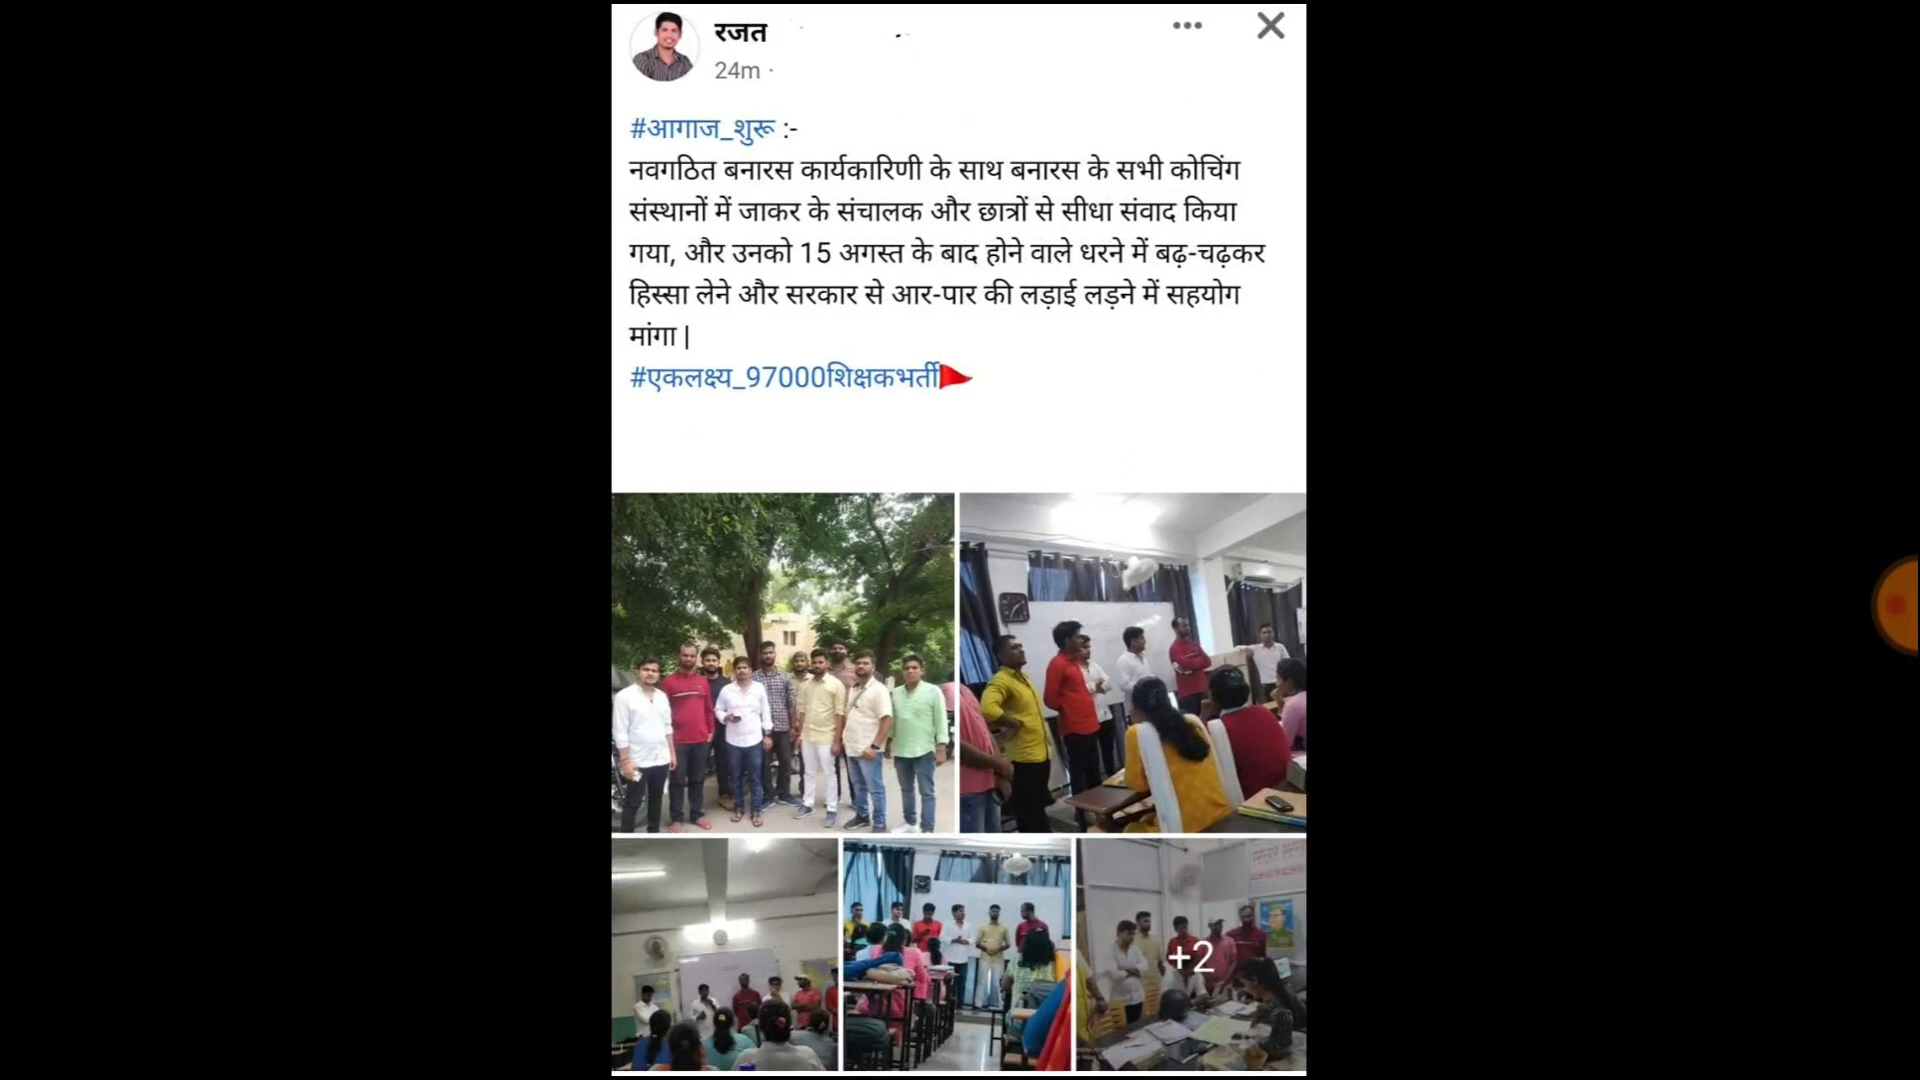 रजत
24m ·
#आगाज_शुरू :-
नवगठित बनारस कार्यकारिणी के साथ बनारस के सभी कोचिंग
संस्थानों में जाकर के संचालक और छात्रों से सीधा संवाद किया
गया, और उनको 15 अगस्त के बाद होने वाले धरने में बढ़-चढ़कर
हिस्सा लेने और सरकार से आर-पार की लड़ाई लड़ने में सहयोग
मांगा |
#एकलक्ष्य_97000शिक्षकभर्ती🚩
+2